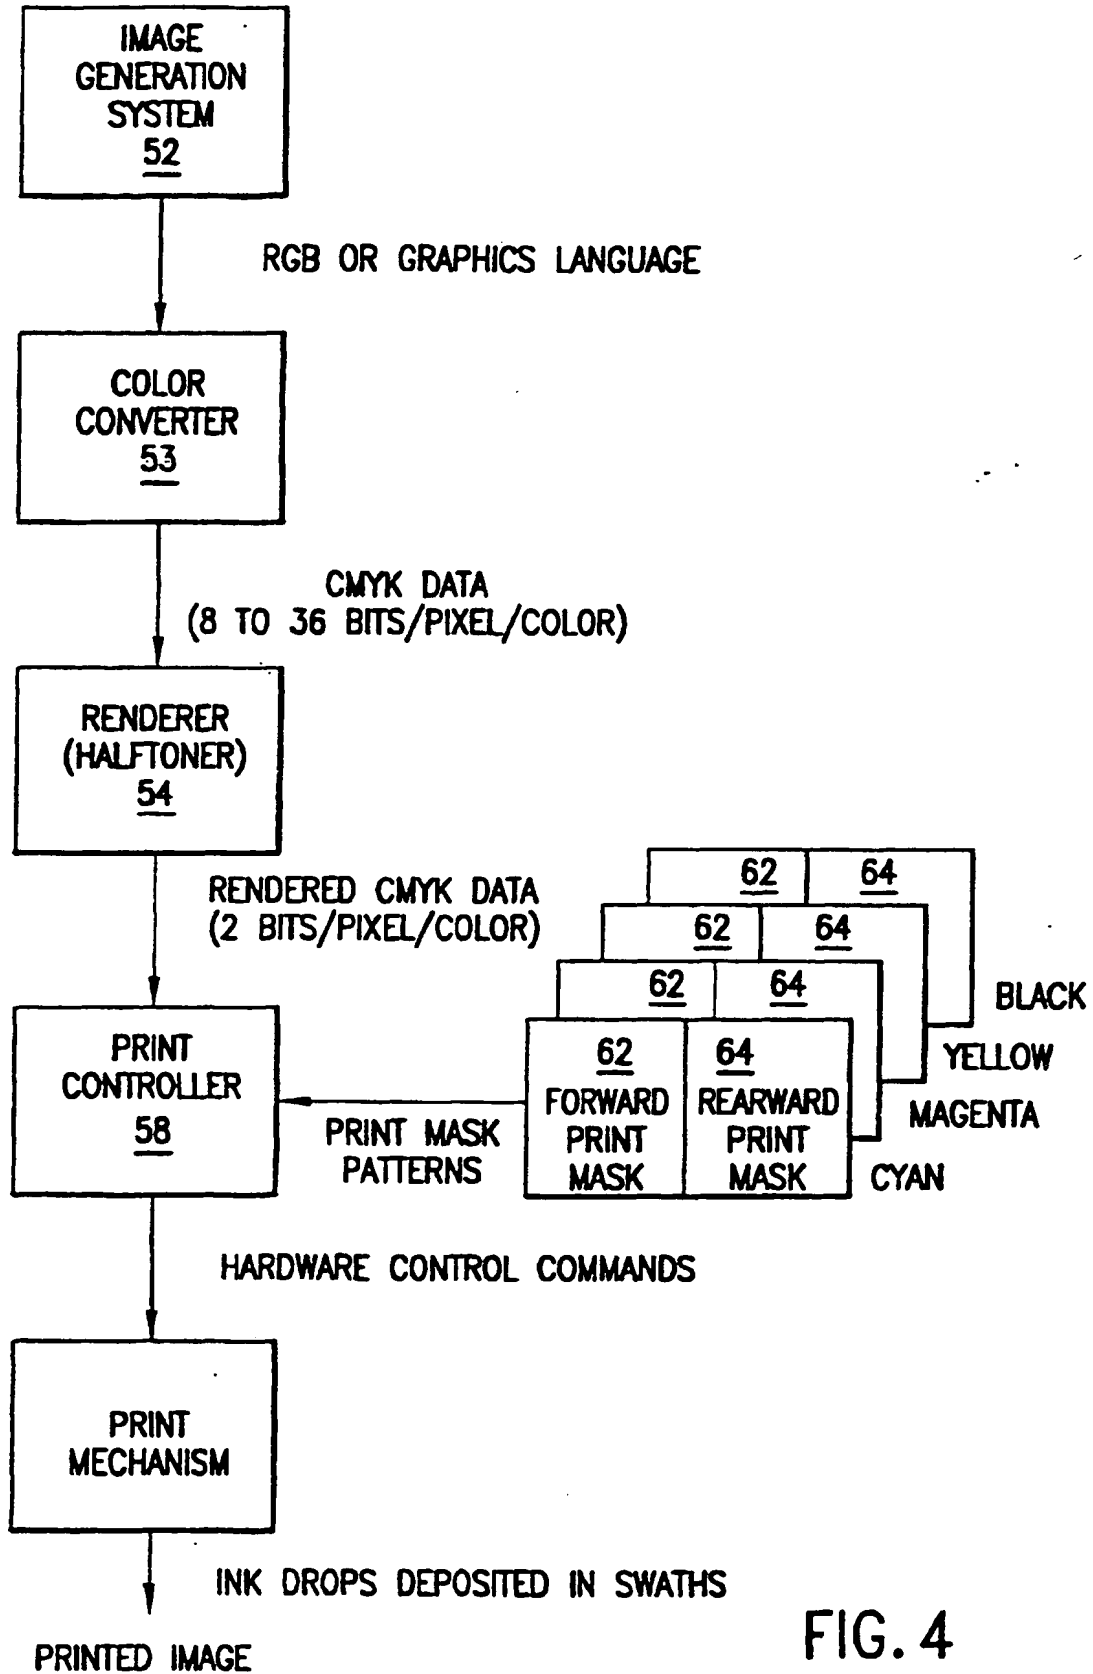 IMAGE
GENERATION
SYSTEM
52
RGB OR GRAPHICS LANGUAGE
COLOR
CONVERTER
53
CMYK DATA
(8 TO 36 BITS/PIXEL/COLOR)
RENDERER
(HALFTONER)
54
RENDERED CMYK DATA
(2 BITS/PIXEL/COLOR)
62 64
62 64
62 64
BLACK
YELLOW
MAGENTA
CYAN
62
FORWARD
PRINT
MASK
64
REARWARD
PRINT
MASK
PRINT
CONTROLLER
58
PRINT MASK
PATTERNS
HARDWARE CONTROL COMMANDS
PRINT
MECHANISM
INK DROPS DEPOSITED IN SWATHS
PRINTED IMAGE
FIG. 4